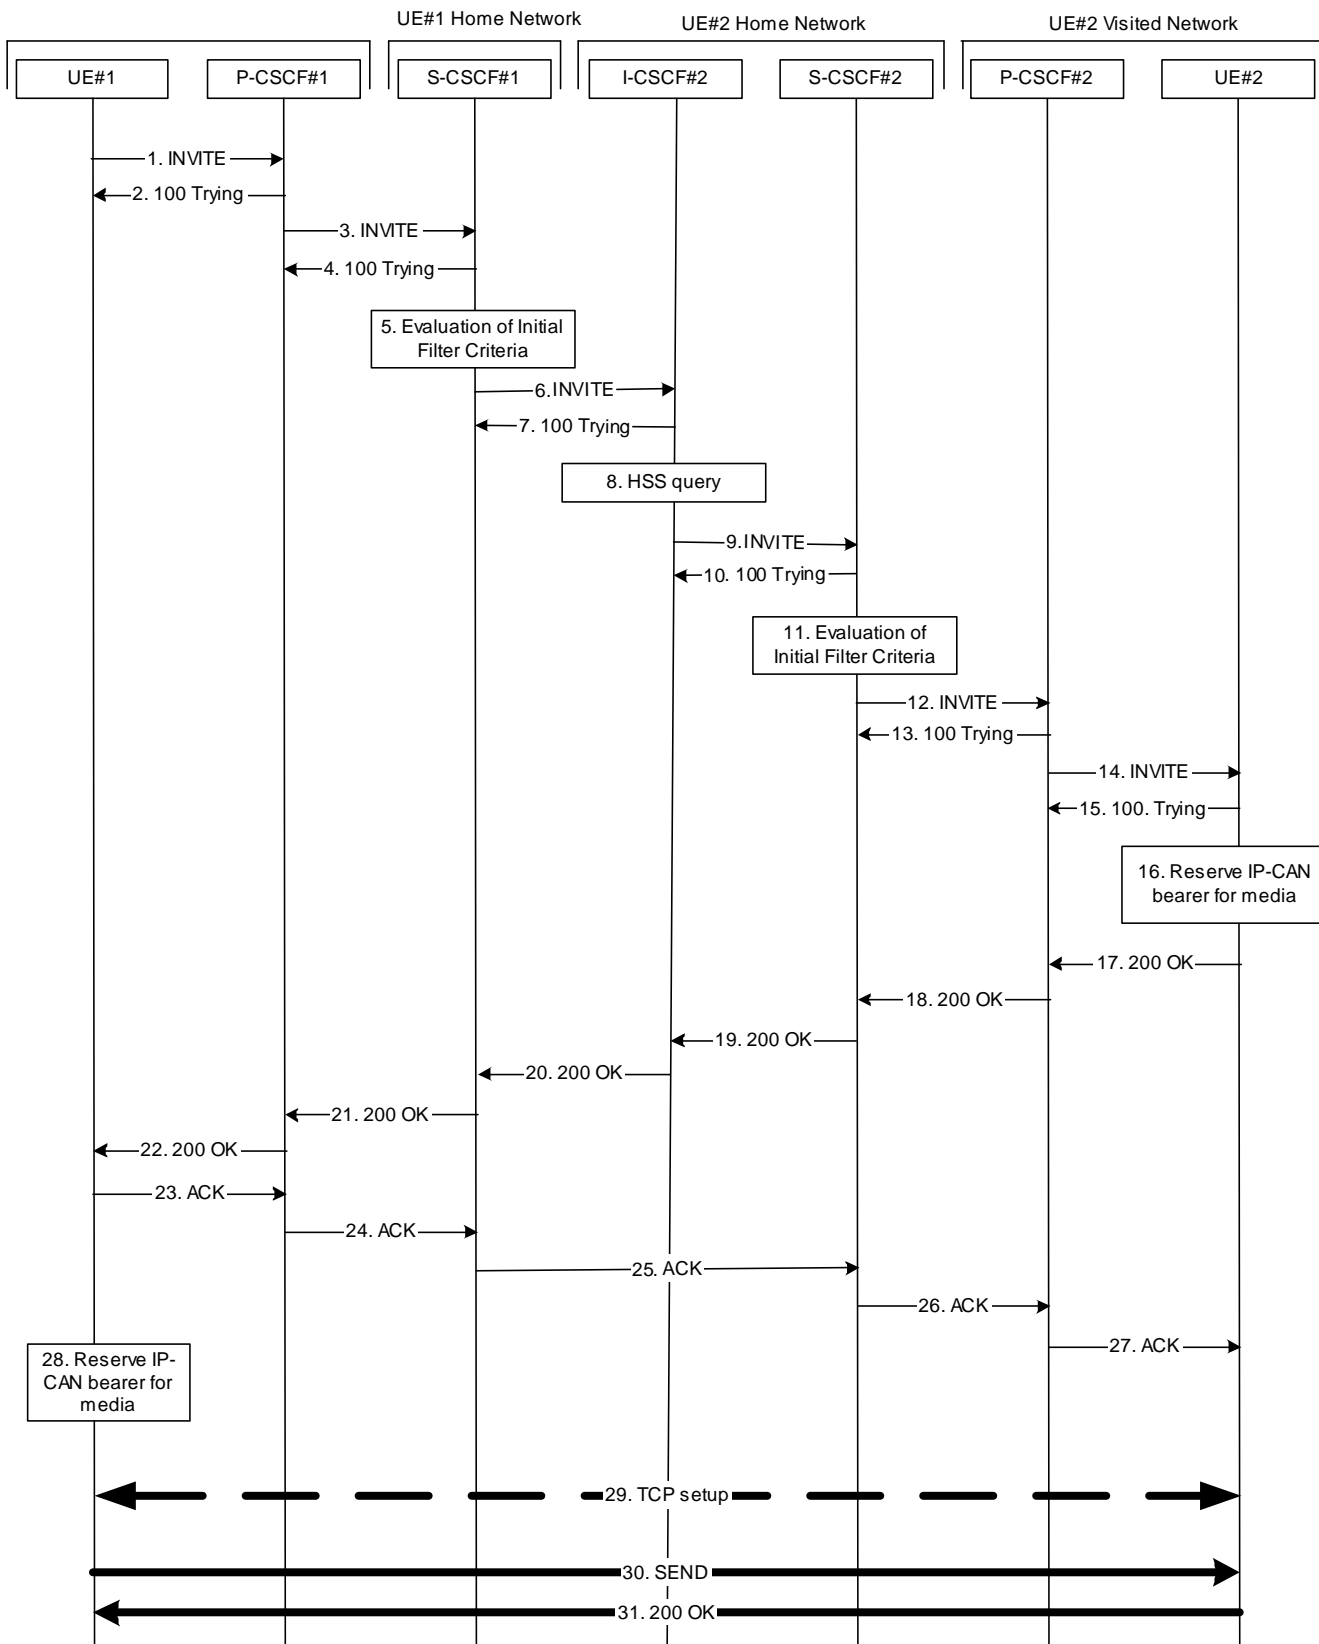 UE#1 Home Network
UE#2 Home Network
UE#2 Visited Network
UE#1
P-CSCF#1
S-CSCF#1
I-CSCF#2
S-CSCF#2
P-CSCF#2
UE#2
1. INVITE
2. 100 Trying
3. INVITE
4. 100 Trying
5. Evaluation of Initial
Filter Criteria
6.INVITE
7. 100 Trying
8. HSS query
9.INVITE
10. 100 Trying
11. Evaluation of
Initial Filter Criteria
12. INVITE
13. 100 Trying
14. INVITE
15. 100. Trying
16. Reserve IP-CAN
bearer for media
17. 200 OK
18. 200 OK
19. 200 OK
20. 200 OK
21. 200 OK
22. 200 OK
23. ACK
24. ACK
25. ACK
26. ACK
27. ACK
28. Reserve IP-
CAN bearer for
media
29. TCP setup
30. SEND
31. 200 OK